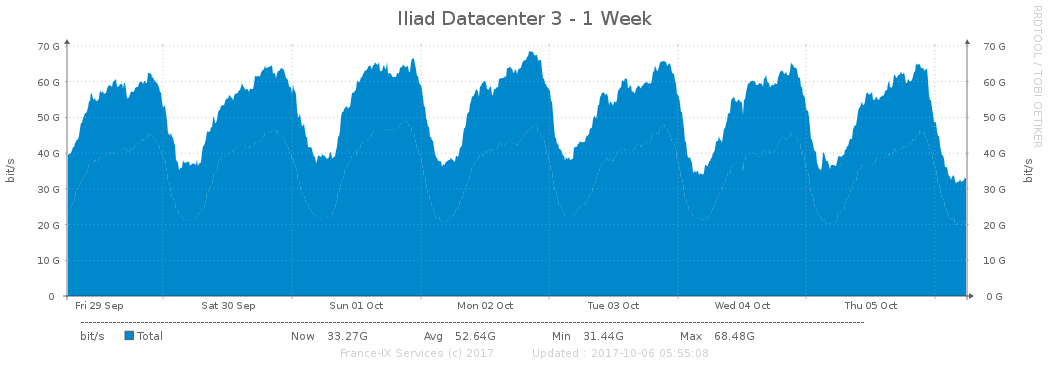 Iliad Datacenter 3 - 1 Week
RRDTOOL / TOBI OETIKER
bit/s
70 G
60 G
50 G
40 G
30 G
20 G
10 G
0
70 G
60 G
50 G
40 G
30 G
20 G
10 G
0 G
bit/s
Fri 29 Sep Sat 30 Sep Sun 01 Oct Mon 02 Oct Tue 03 Oct Wed 04 Oct Thu 05 Oct
bit/s Total Now 33.27G Avg 52.64G Min 31.44G Max 68.48G
France-IX Services (c) 2017 Updated : 2017-10-06 05:55:08